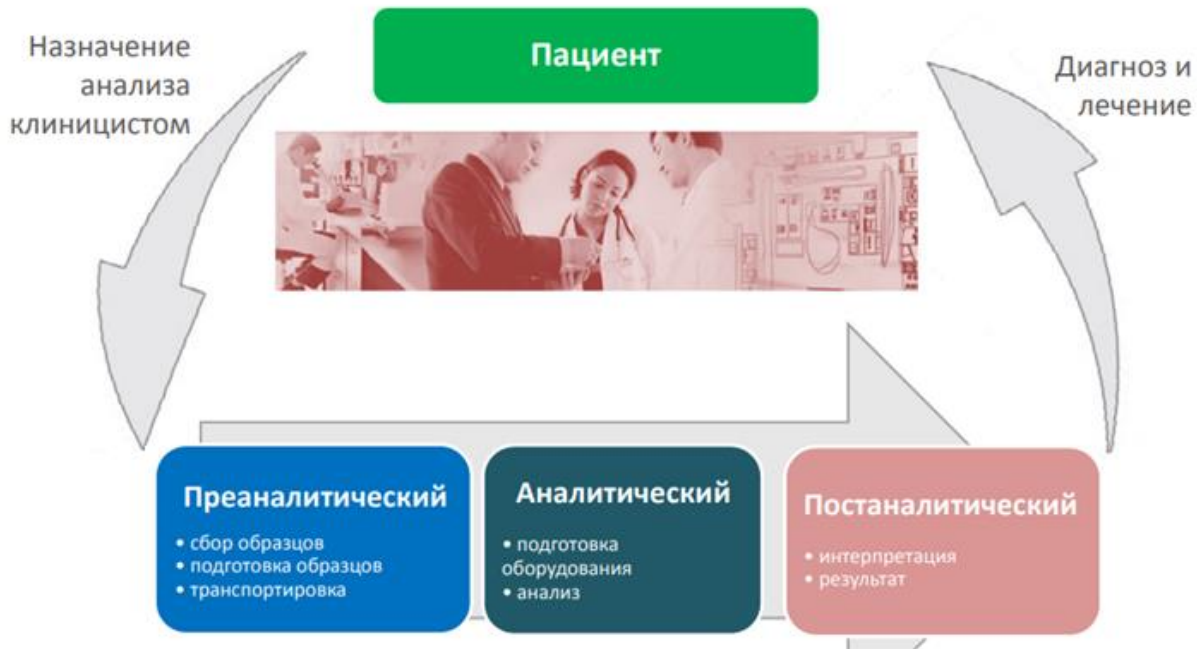 Назначение
анализа
клиницистом
Пациент
Диагноз и
лечение
Преаналитический
• сбор образцов
• подготовка образцов
• транспортировка
Аналитический
• подготовка
оборудования
• анализ
Постаналитический
• интерпретация
• результат